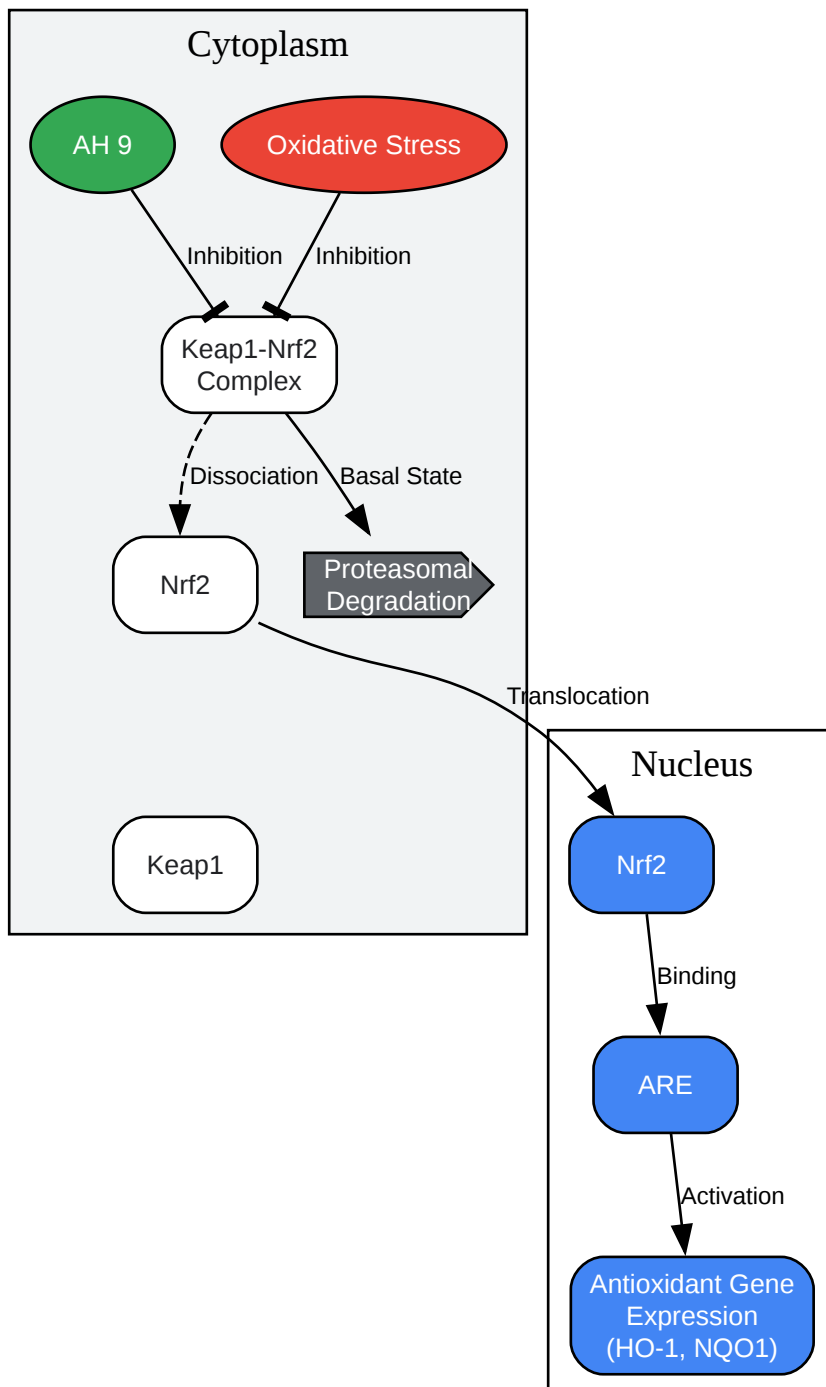 Cytoplasm
AH 9
Oxidative Stress
Inhibition
Inhibition
Keap1-Nrf2
Complex
Dissociation
Basal State
Nrf2
Proteasomal
Degradation
Translocation
Nucleus
Keap1
Nrf2
Binding
ARE
Activation
Antioxidant Gene
Expression
(HO-1, NQO1)